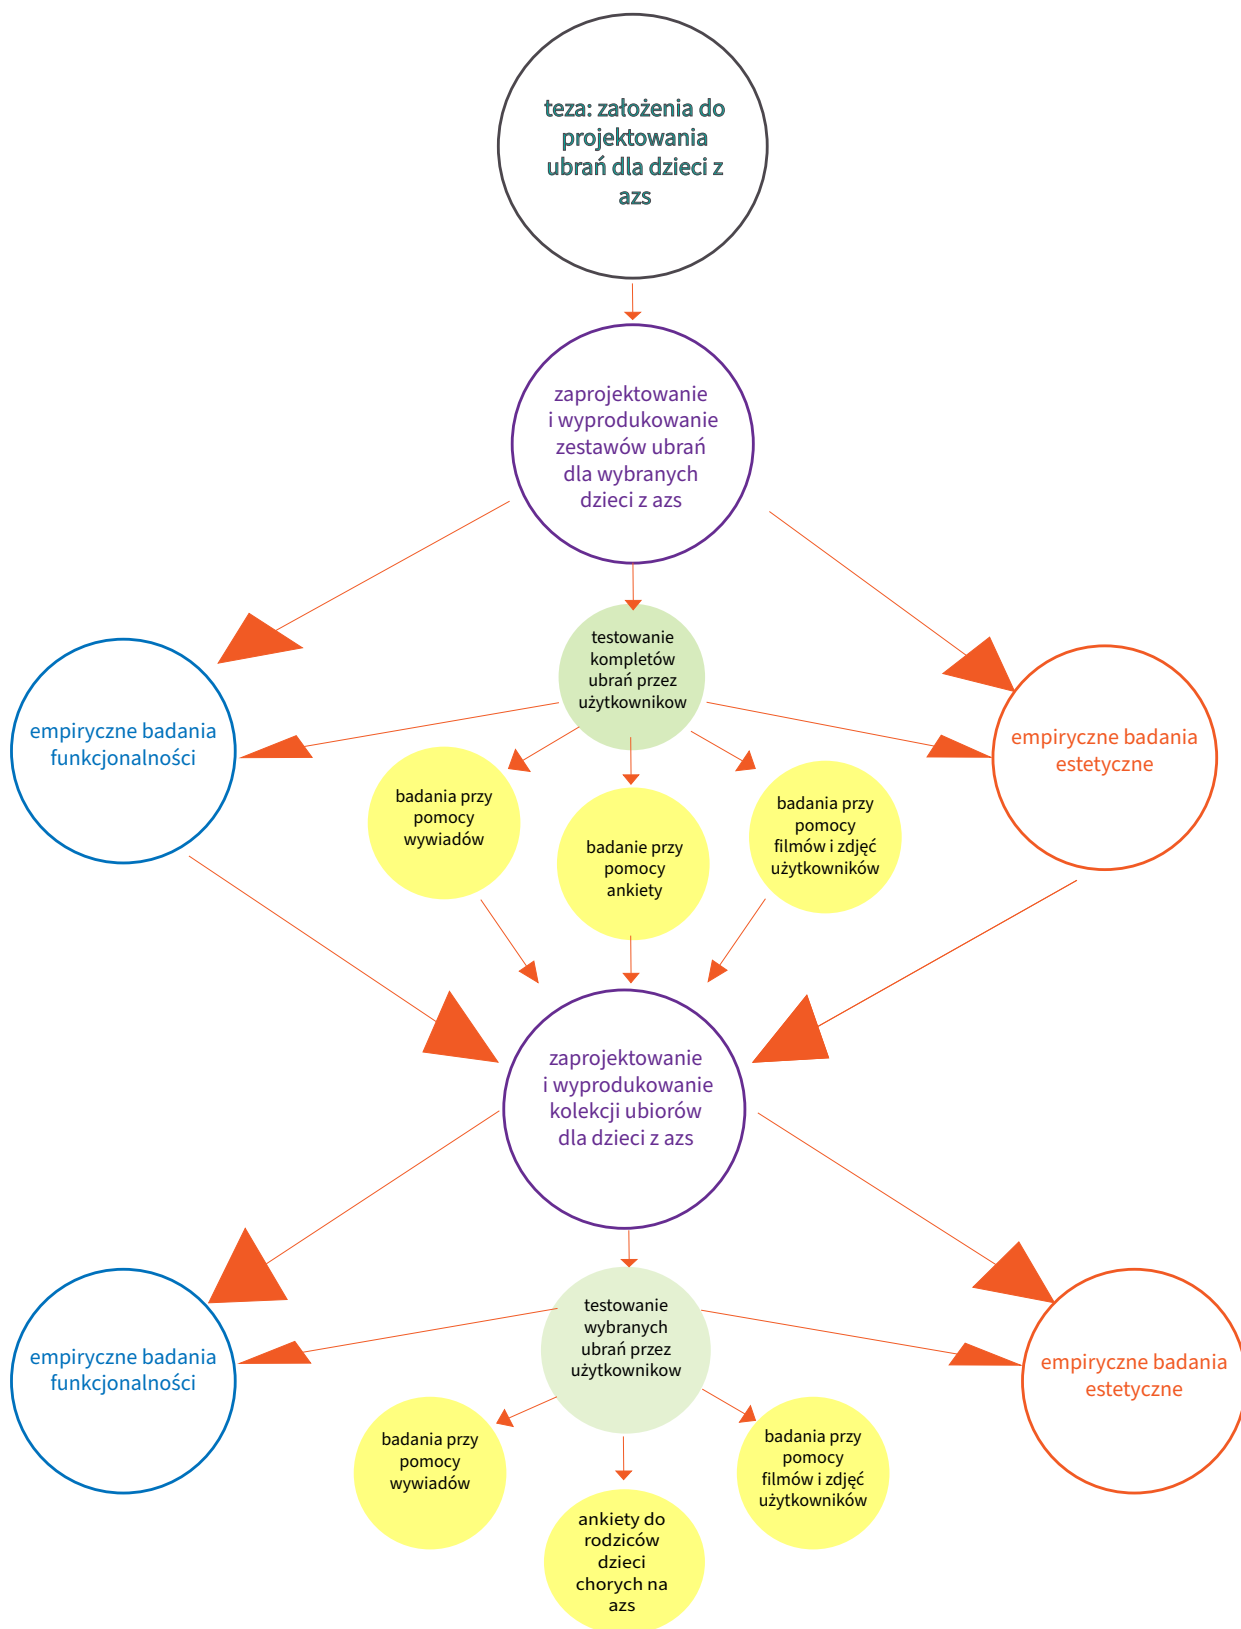 teza: założenia do
projektowania
ubrań dla dzieci z
azs
zaprojektowanie
i wyprodukowanie
zestawów ubrań
dla wybranych
dzieci z azs
testowanie
kompletów
ubrań przez
użytkownikow
empiryczne badania
funkcjonalności
empiryczne badania
estetyczne
badania przy
pomocy
wywiadów
badanie przy
pomocy
ankiety
badania przy
pomocy
filmów i zdjęć
użytkowników
zaprojektowanie
i wyprodukowanie
kolekcji ubiorów
dla dzieci z azs
testowanie
wybranych
ubrań przez
użytkownikow
empiryczne badania
funkcjonalności
empiryczne badania
estetyczne
badania przy
pomocy
wywiadów
badania przy
pomocy
filmów i zdjęć
użytkowników
ankiety do
rodziców
dzieci
chorych na
azs